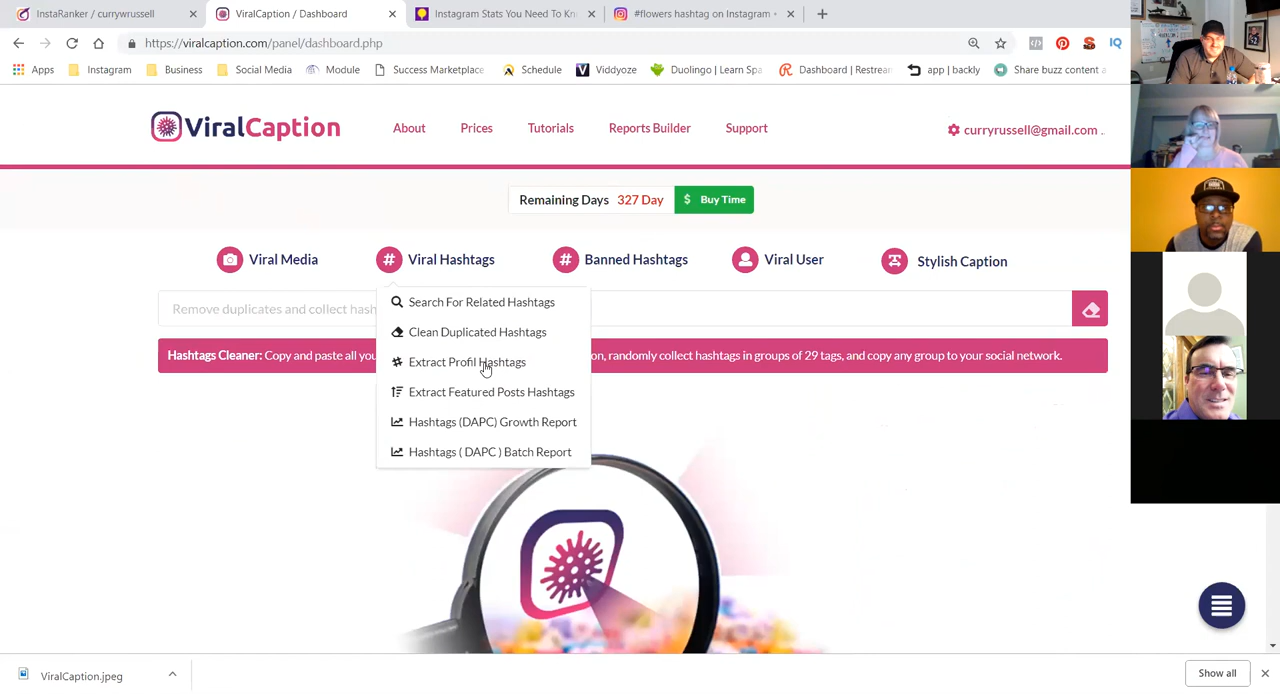 InstaRanker / curryrussell
ViralCaption / Dashboard
Instagram Stats You Need To Kn
#flowers hashtag on Instagram •
https://viralcaption.com/panel/dashboard.php
IQ
Apps
Instagram
Business
Social Media
Module
Success Marketplace
Schedule
Viddyoze
Duolingo | Learn Spa
Dashboard | Restrea
app | backly
Share buzz content a
ViralCaption
About
Prices
Tutorials
Reports Builder
Support
curryrussell@gmail.com ..
Remaining Days 327 Day
$ Buy Time
Viral Media
# Viral Hashtags
# Banned Hashtags
Viral User
Stylish Caption
Remove duplicates and collect hash
Search For Related Hashtags
Clean Duplicated Hashtags
Extract Profil Hashtags
Extract Featured Posts Hashtags
Hashtags (DAPC) Growth Report
Hashtags ( DAPC ) Batch Report
Hashtags Cleaner: Copy and paste all you
on, randomly collect hashtags in groups of 29 tags, and copy any group to your social network.
ViralCaption.jpeg
Show all